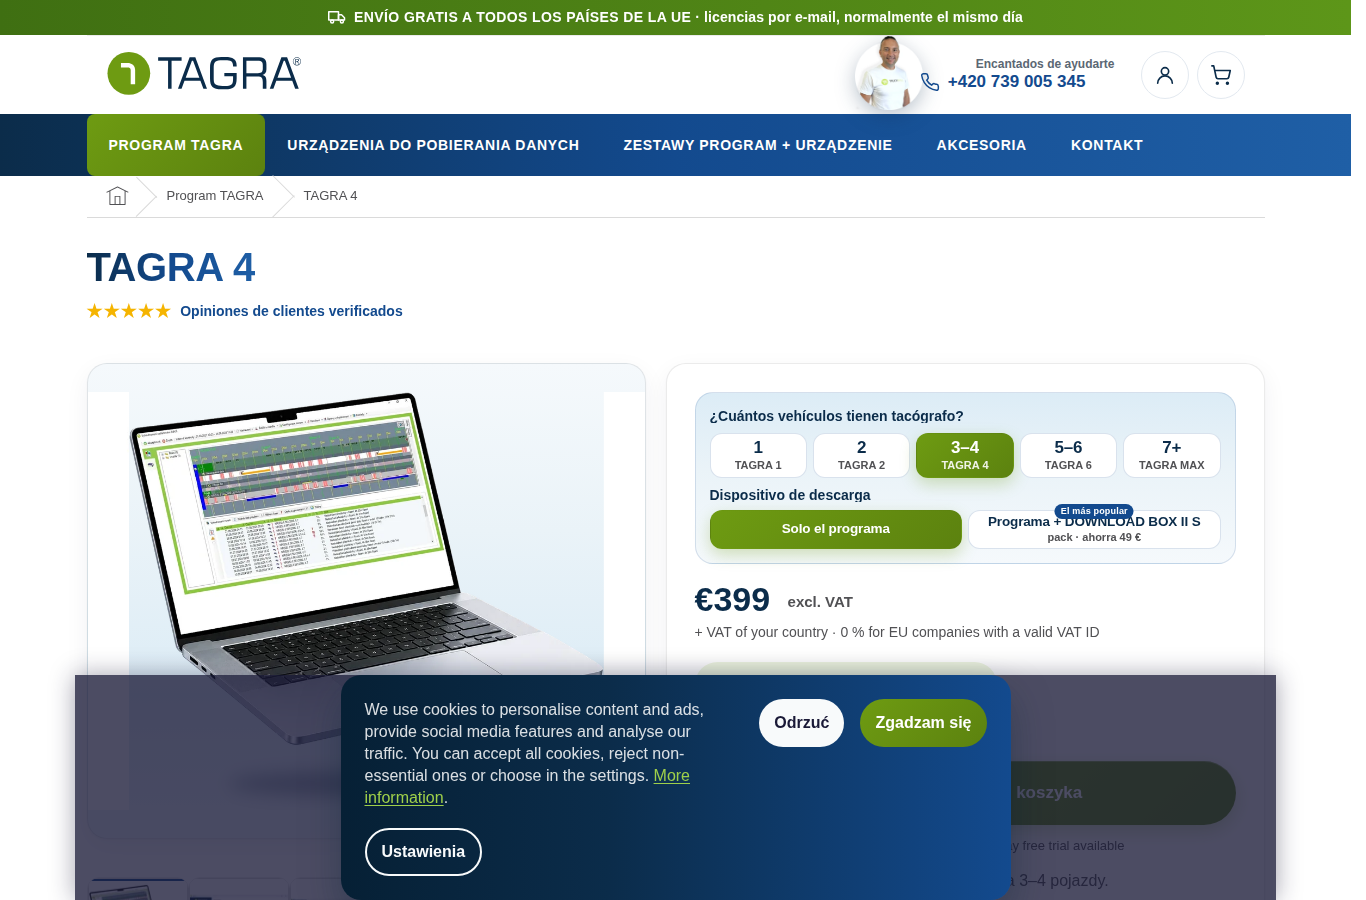 ENVÍO GRATIS A TODOS LOS PAÍSES DE LA UE · licencias por e-mail, normalmente el mismo día
TAGRA®
Encantados de ayudarte
+420 739 005 345
PROGRAM TAGRA
URZĄDZENIA DO POBIERANIA DANYCH
ZESTAWY PROGRAM + URZĄDZENIE
AKCESORIA
KONTAKT
Program TAGRA
TAGRA 4
TAGRA 4
★★★★★ Opiniones de clientes verificados
¿Cuántos vehículos tienen tacógrafo?
1
TAGRA 1
2
TAGRA 2
3–4
TAGRA 4
5–6
TAGRA 6
7+
TAGRA MAX
Dispositivo de descarga
Solo el programa
El más popular
Programa + DOWNLOAD BOX II S
pack · ahorra 49 €
€399 excl. VAT
+ VAT of your country · 0 % for EU companies with a valid VAT ID
koszyka
free trial available
3–4 pojazdy.
We use cookies to personalise content and ads,
provide social media features and analyse our
traffic. You can accept all cookies, reject non-
essential ones or choose in the settings. More
information.
Odrzuć
Zgadzam się
Ustawienia